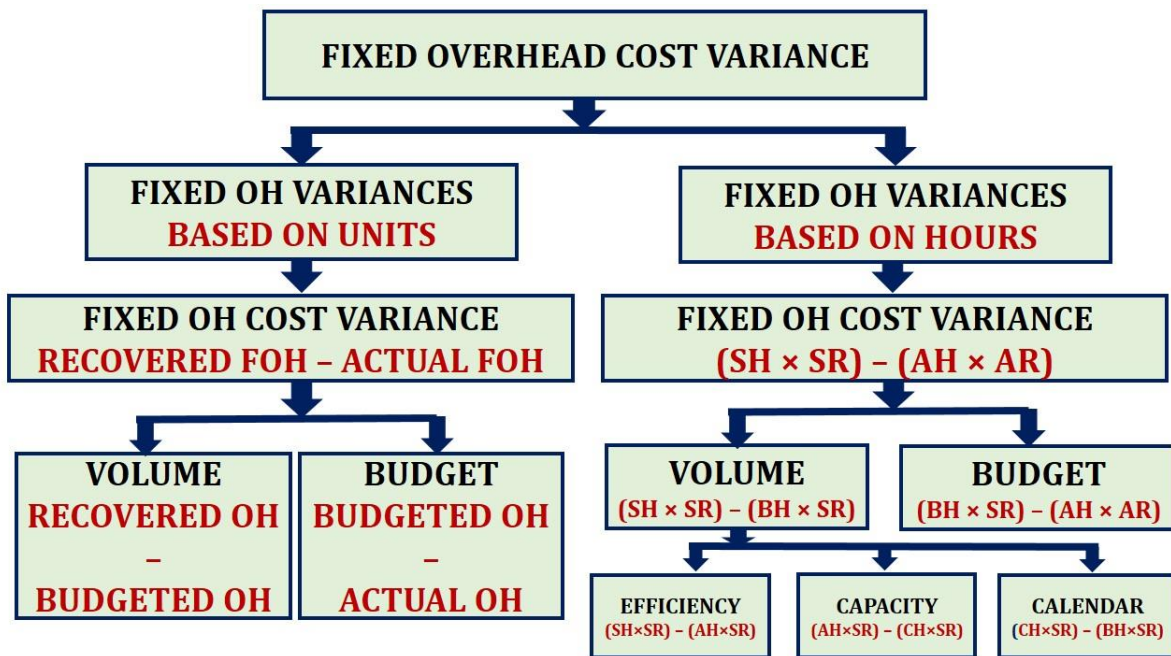 FIXED OVERHEAD COST VARIANCE
FIXED OH VARIANCES
BASED ON UNITS
FIXED OH VARIANCES
BASED ON HOURS
FIXED OH COST VARIANCE
RECOVERED FOH – ACTUAL FOH
FIXED OH COST VARIANCE
(SH × SR) – (AH × AR)
VOLUME
RECOVERED OH
–
BUDGETED OH
BUDGET
BUDGETED OH
–
ACTUAL OH
VOLUME
(SH × SR) – (BH × SR)
BUDGET
(BH × SR) – (AH × AR)
EFFICIENCY
(SH×SR) – (AH×SR)
CAPACITY
(AH×SR) – (CH×SR)
CALENDAR
(CH×SR) – (BH×SR)